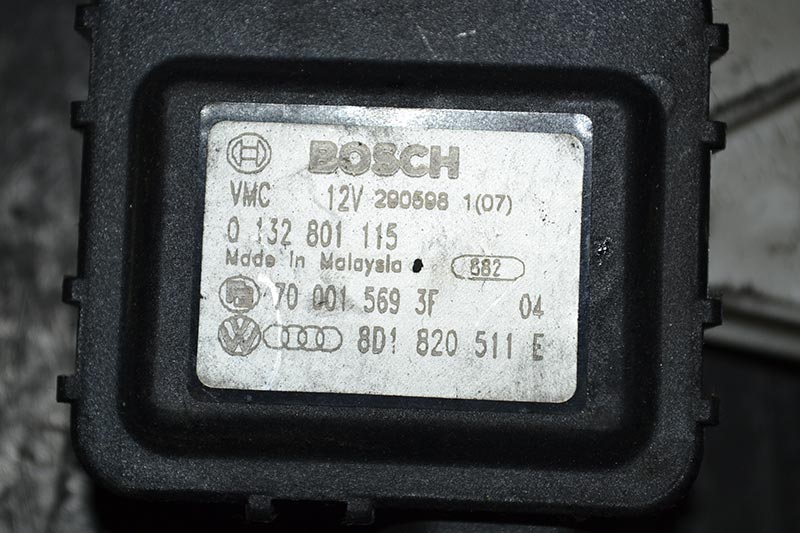 BOSCH
VMC 12V 290598 1(07)
0 132 801 115
Made in Malaysia 882
70 001 569 3F 04
8D1 820 511 E